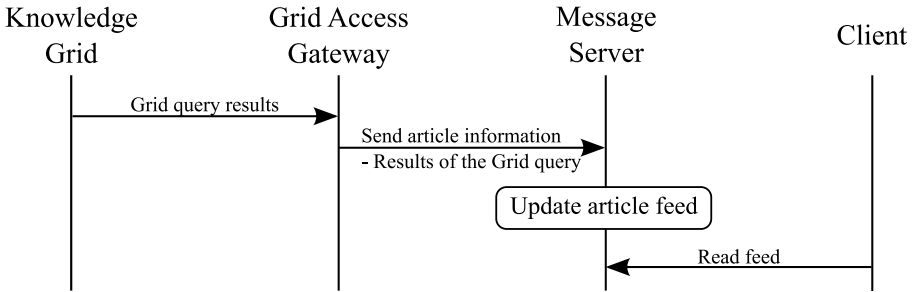 Knowledge
Grid
Grid Access
Gateway
Message
Server
Client
Grid query results
Send article information
- Results of the Grid query
Update article feed
Read feed